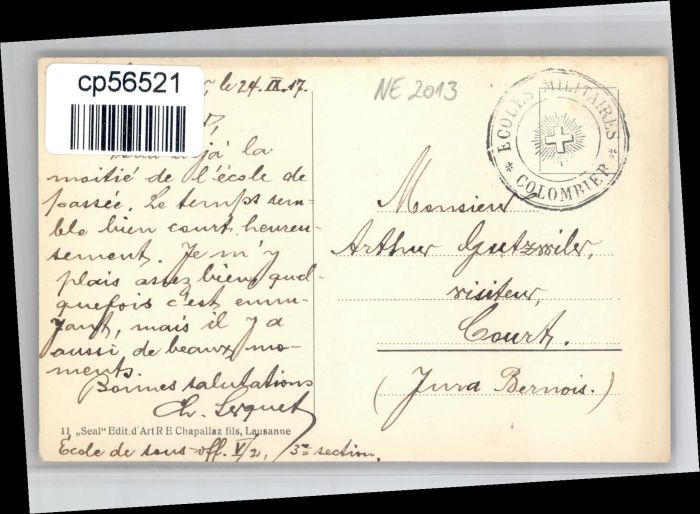 cp56521
le 24.IX.17.
NE 2013
ECOLES MILITAIRES
* COLOMBIER *
la
moitié de l'école de
passée. Le temps sem-
ble bien court heureu-
sement. Je m'y
plais assez bien, quel-
quefois c'est ennu-
yant, mais il y a
aussi de beaux mo-
ments.
Bonnes salutations
Ch.
11 „Seal" Edit. d'Art R E Chapallaz fils, Lausanne
Ecole de sous-off. V/2, 3e section.
Monsieur
Arthur Gutzwiler,
visiteur,
Court.
(Jura Bernois.)